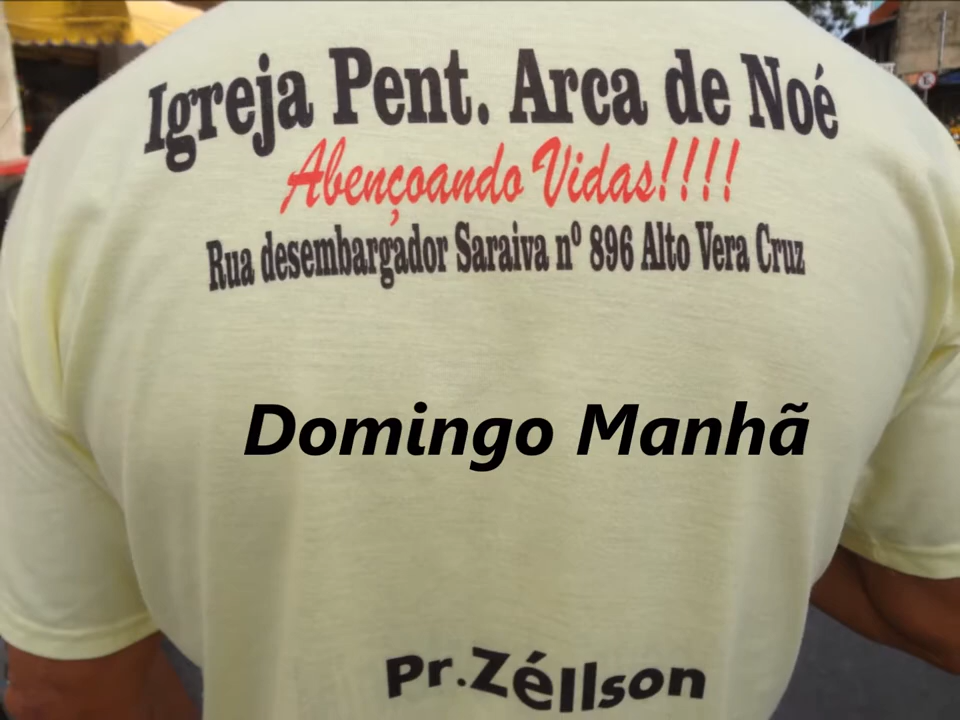 Igreja Pent. Arca de Noé
Abençoando Vidas!!!!
Rua desembargador Saraiva nº 896 Alto Vera Cruz
Domingo Manhã
Pr.Zéllson